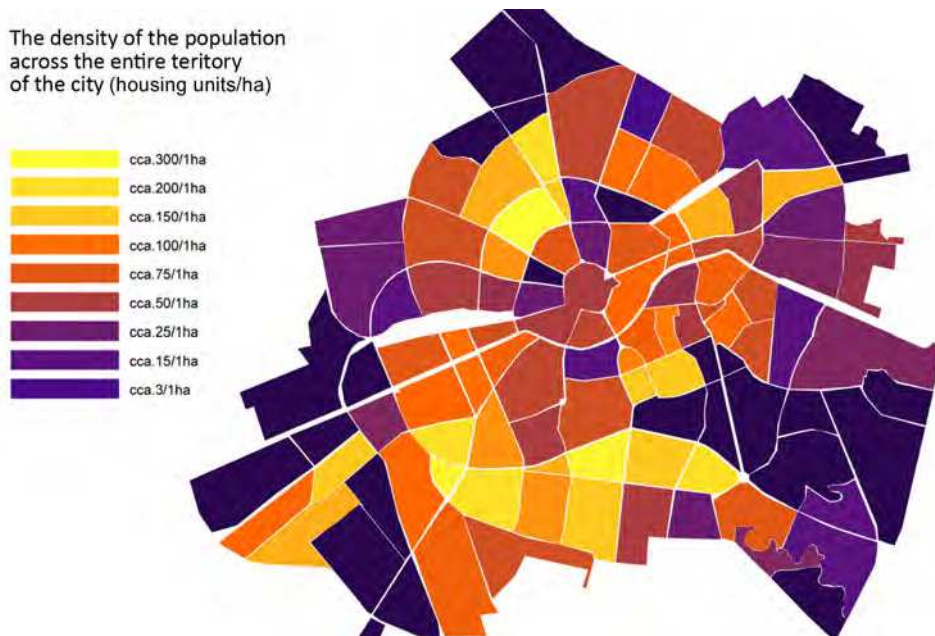 The density of the population
across the entire teritory
of the city (housing units/ha)
cca.300/1ha
cca.200/1ha
cca.150/1ha
cca.100/1ha
cca.75/1ha
cca.50/1ha
cca.25/1ha
cca.15/1ha
cca.3/1ha